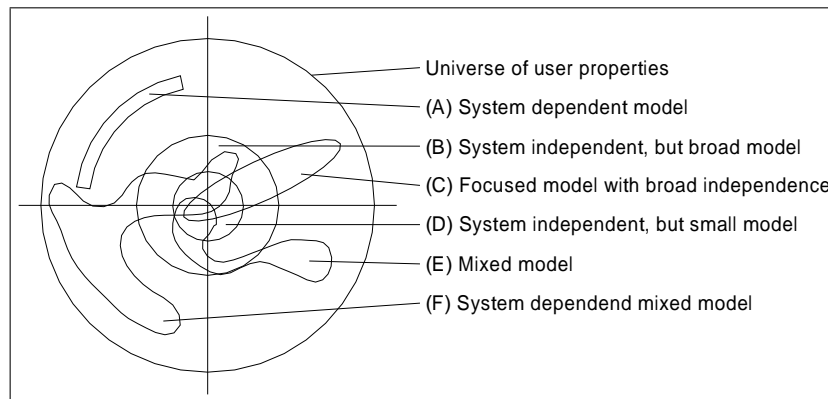 Universe of user properties
(A) System dependent model
(B) System independent, but broad model
(C) Focused model with broad independence
(D) System independent, but small model
(E) Mixed model
(F) System dependend mixed model